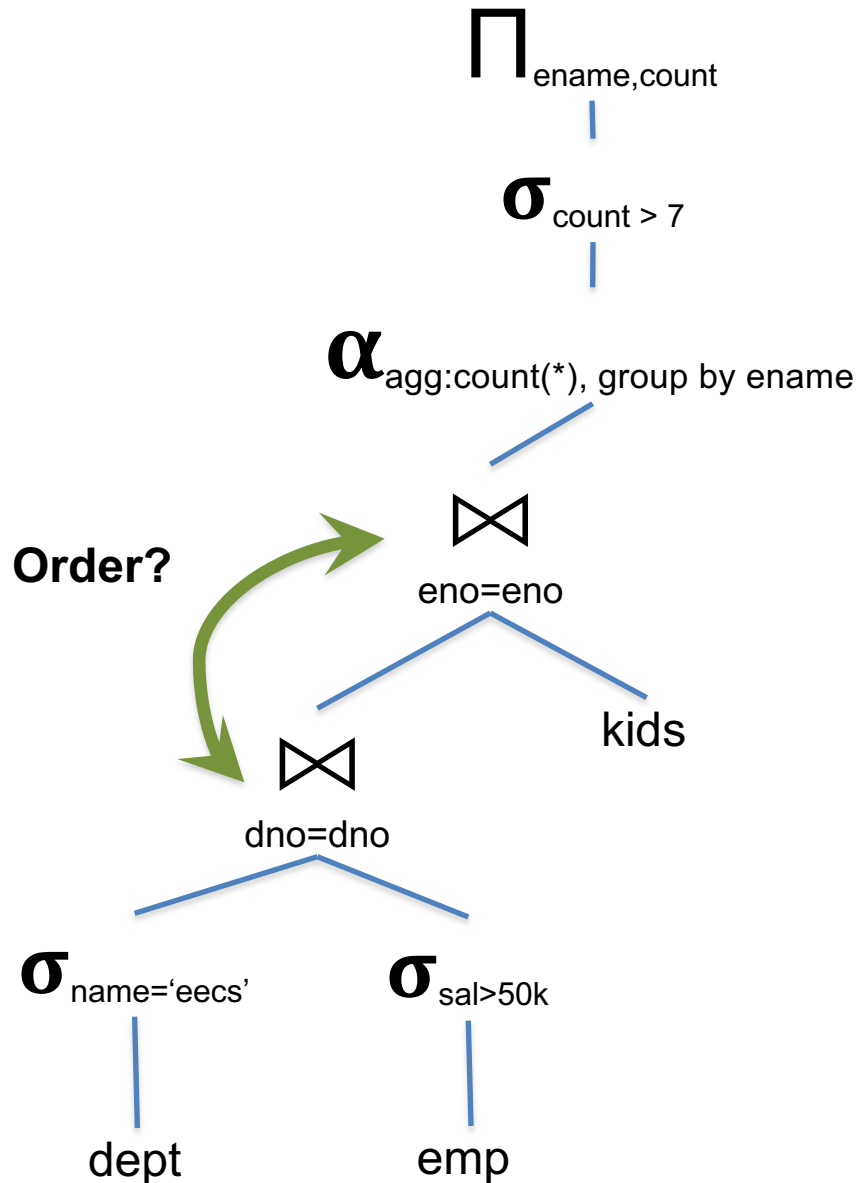 ∏ename,count
σcount > 7
αagg:count(*), group by ename
⋈
Order?
eno=eno
kids
⋈
dno=dno
σname=‘eecs’ σsal>50k
dept emp